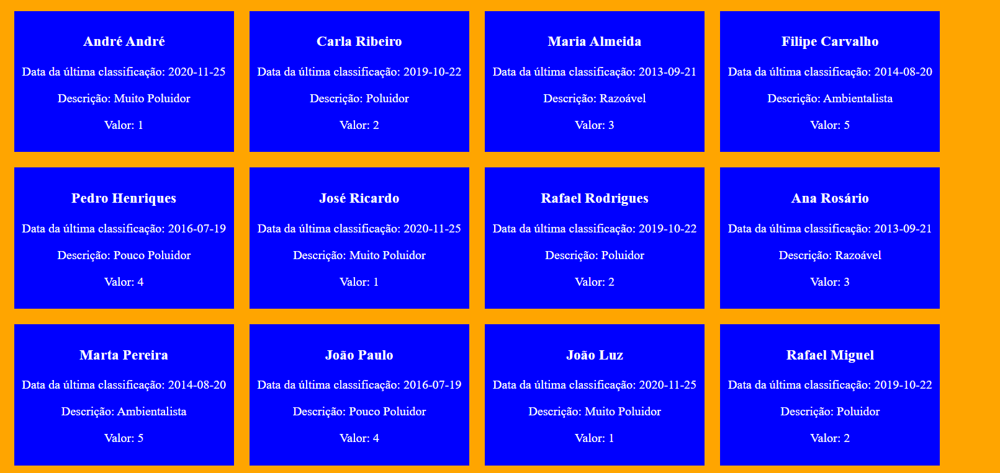 André André
Data da última classificação: 2020-11-25
Descrição: Muito Poluidor
Valor: 1
Carla Ribeiro
Data da última classificação: 2019-10-22
Descrição: Poluidor
Valor: 2
Maria Almeida
Data da última classificação: 2013-09-21
Descrição: Razoável
Valor: 3
Filipe Carvalho
Data da última classificação: 2014-08-20
Descrição: Ambientalista
Valor: 5
Pedro Henriques
Data da última classificação: 2016-07-19
Descrição: Pouco Poluidor
Valor: 4
José Ricardo
Data da última classificação: 2020-11-25
Descrição: Muito Poluidor
Valor: 1
Rafael Rodrigues
Data da última classificação: 2019-10-22
Descrição: Poluidor
Valor: 2
Ana Rosário
Data da última classificação: 2013-09-21
Descrição: Razoável
Valor: 3
Marta Pereira
Data da última classificação: 2014-08-20
Descrição: Ambientalista
Valor: 5
João Paulo
Data da última classificação: 2016-07-19
Descrição: Pouco Poluidor
Valor: 4
João Luz
Data da última classificação: 2020-11-25
Descrição: Muito Poluidor
Valor: 1
Rafael Miguel
Data da última classificação: 2019-10-22
Descrição: Poluidor
Valor: 2